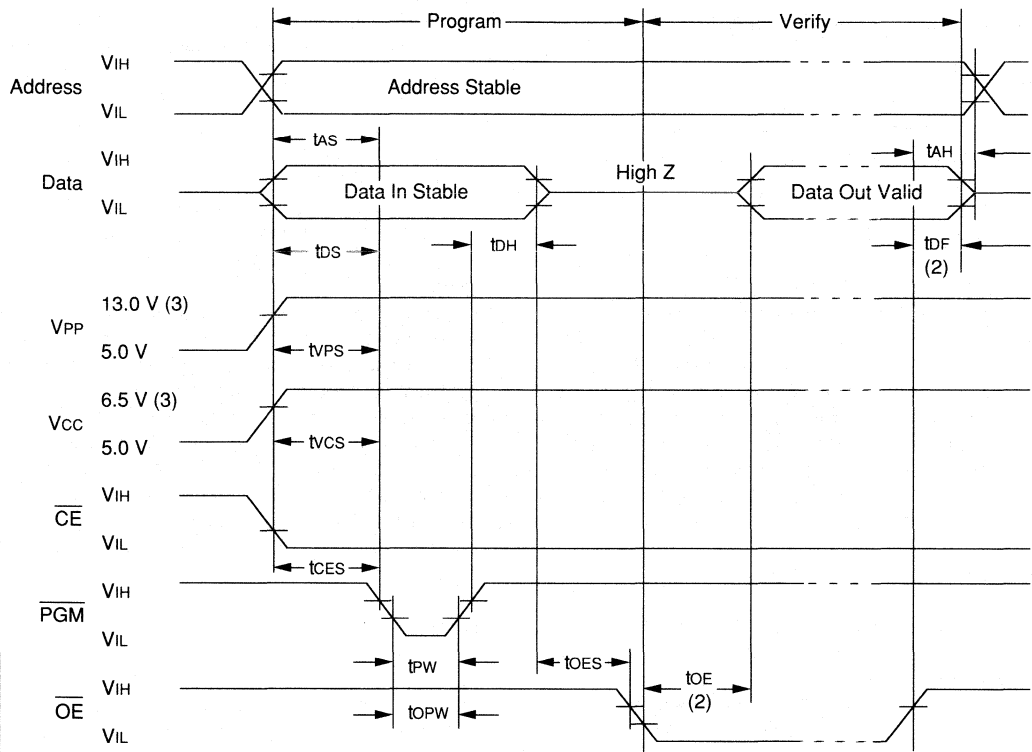 Program
Verify
Address
VIH
VIL
Address Stable
tAS
tAH
Data
VIH
VIL
Data In Stable
High Z
Data Out Valid
tDS
tDH
tDF
(2)
VPP
13.0 V (3)
5.0 V
tVPS
VCC
6.5 V (3)
5.0 V
tVCS
CE
VIH
VIL
tCES
PGM
VIH
VIL
tPW
tOPW
tOES
tOE
(2)
OE
VIH
VIL